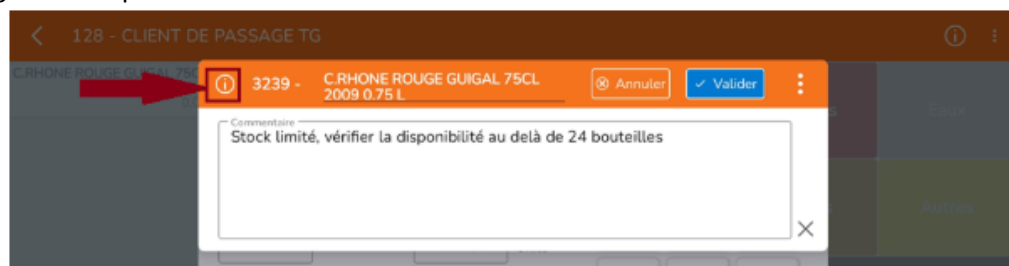 128 - CLIENT DE PASSAGE TG
C.RHONE ROUGE GUIGAL 75C
3239 -
C.RHONE ROUGE GUIGAL 75CL
2009 0.75 L
Annuler
Valider
Eaux
Commentaire
Stock limité, vérifier la disponibilité au delà de 24 bouteilles
Autres